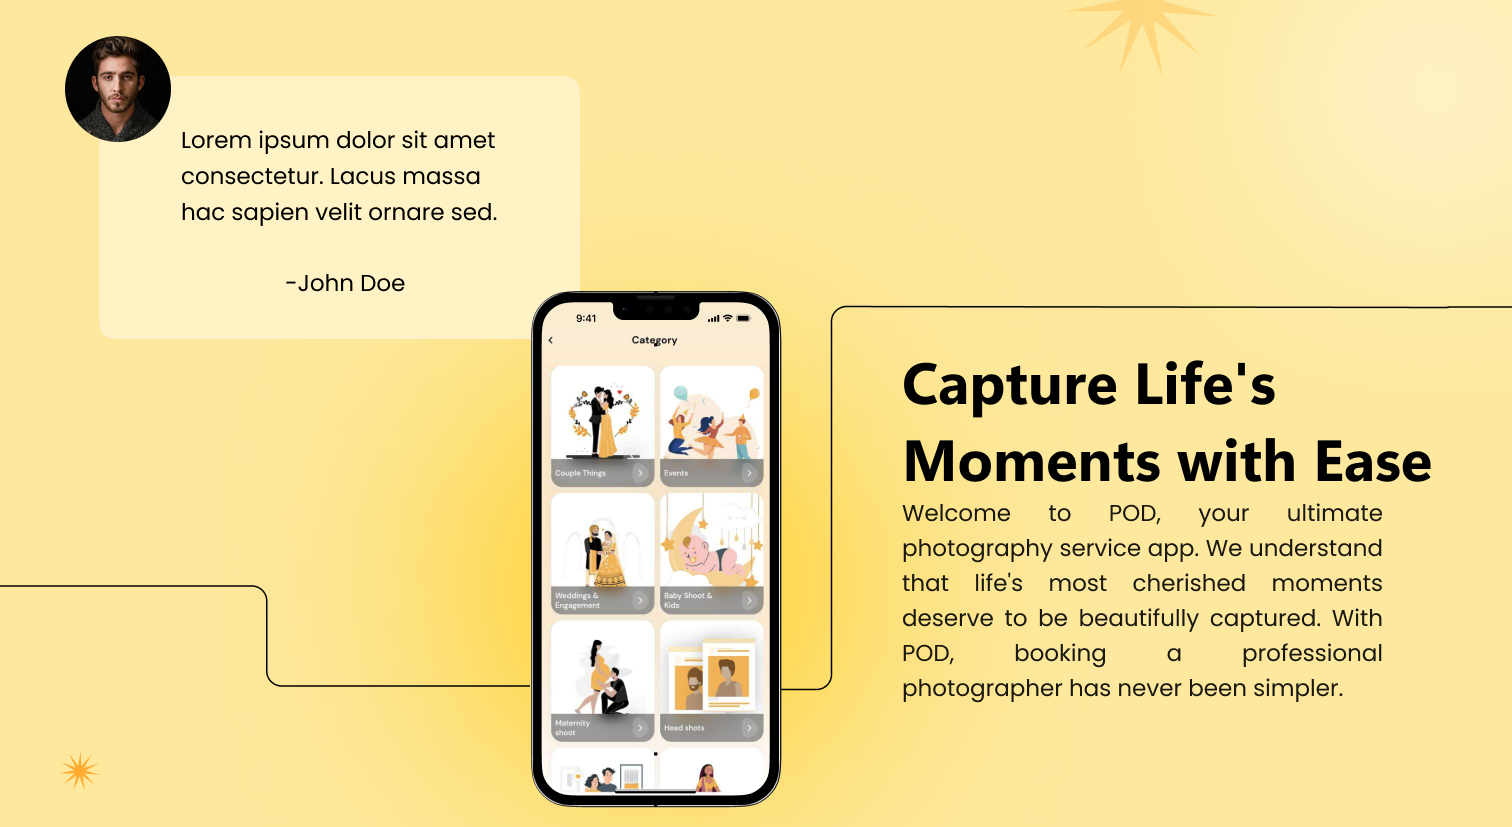 Lorem ipsum dolor sit amet
consectetur. Lacus massa
hac sapien velit ornare sed.
-John Doe
9:41
Category
Couple Things
Events
Weddings &
Engagement
Baby Shoot &
Kids
Maternity
shoot
Head shots
Capture Life's
Moments with Ease
Welcome to POD, your ultimate
photography service app. We understand
that life's most cherished moments
deserve to be beautifully captured. With
POD, booking a professional
photographer has never been simpler.